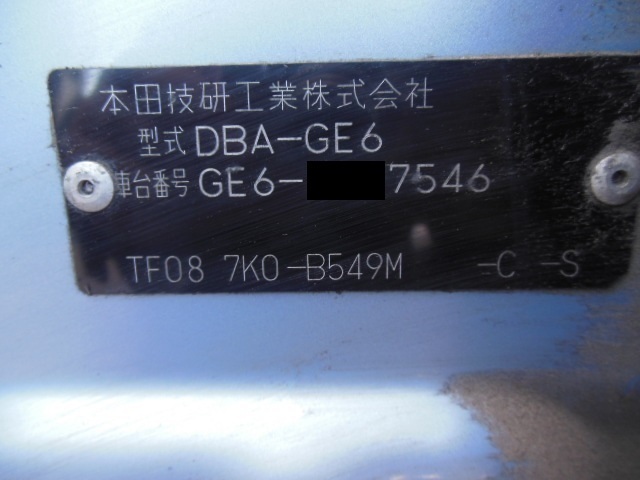 本田技研工業株式会社
型式 DBA-GE6
車台番号 GE6-7546
TF08 7K0-B549M -C -S